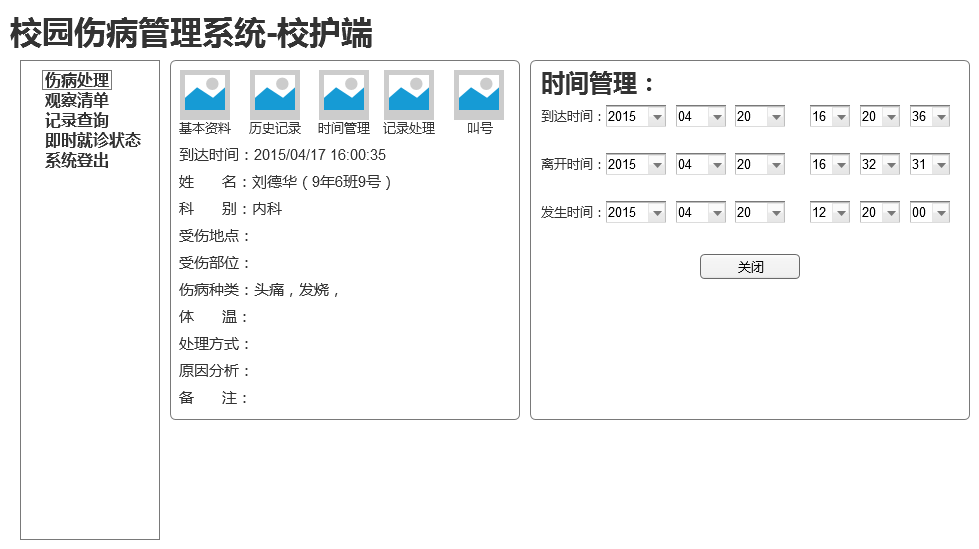 校园伤病管理系统-校护端
伤病处理
观察清单
记录查询
即时就诊状态
系统登出
基本资料 历史记录 时间管理 记录处理 叫号
到达时间：2015/04/17 16:00:35
姓 名：刘德华（9年6班9号）
科 别：内科
受伤地点：
受伤部位：
伤病种类：头痛，发烧，
体 温：
处理方式：
原因分析：
备 注：
时间管理：
到达时间： 2015 04 20 16 20 36
离开时间： 2015 04 20 16 32 31
发生时间： 2015 04 20 12 20 00
关闭